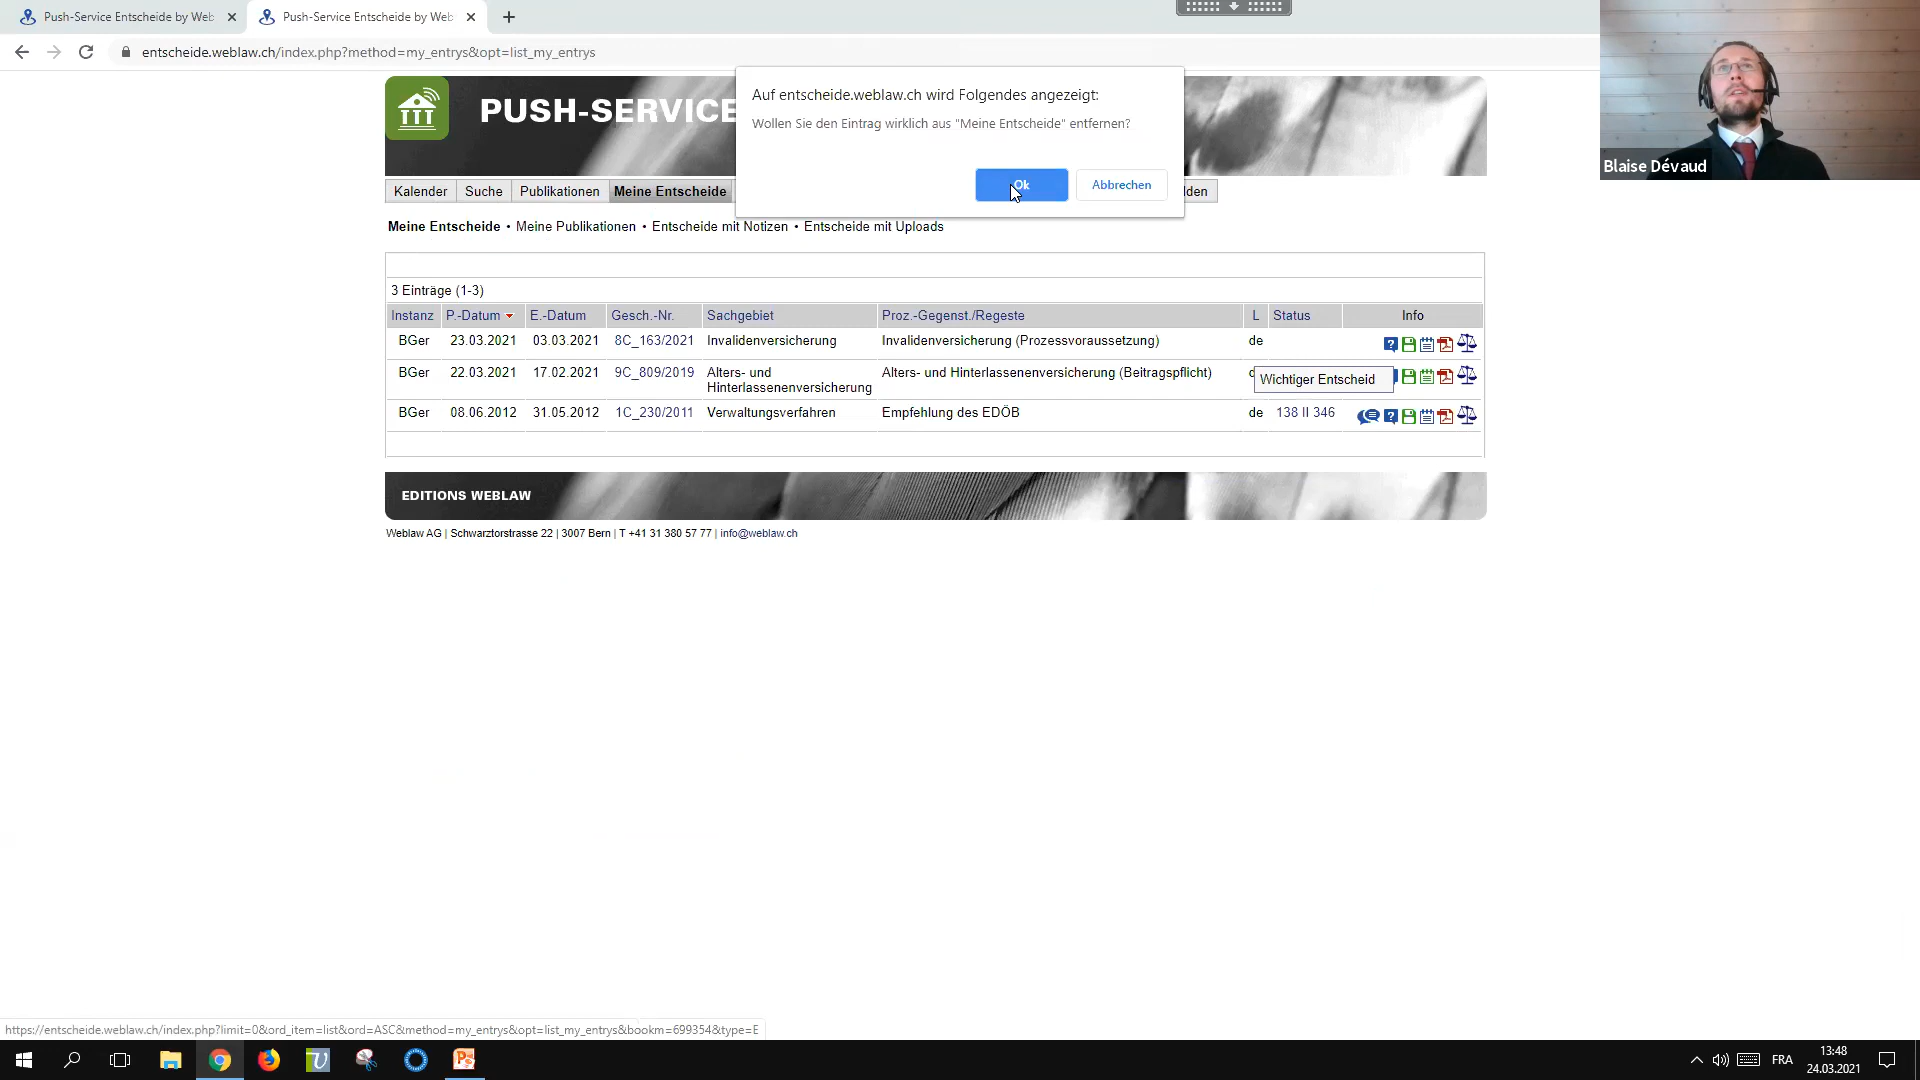 Push-Service Entscheide by Web
Push-Service Entscheide by Web
entscheide.weblaw.ch/index.php?method=my_entrys&opt=list_my_entrys
PUSH-SERVICE
Auf entscheide.weblaw.ch wird Folgendes angezeigt:
Wollen Sie den Eintrag wirklich aus "Meine Entscheide" entfernen?
Ok Abbrechen
Blaise Dévaud
Kalender Suche Publikationen Meine Entscheide lden
Meine Entscheide • Meine Publikationen • Entscheide mit Notizen • Entscheide mit Uploads
3 Einträge (1-3)
Instanz P.-Datum E.-Datum Gesch.-Nr. Sachgebiet Proz.-Gegenst./Regeste L Status Info
BGer 23.03.2021 03.03.2021 8C_163/2021 Invalidenversicherung Invalidenversicherung (Prozessvoraussetzung) de
BGer 22.03.2021 17.02.2021 9C_809/2019 Alters- und Hinterlassenenversicherung Alters- und Hinterlassenenversicherung (Beitragspflicht)
Wichtiger Entscheid
BGer 08.06.2012 31.05.2012 1C_230/2011 Verwaltungsverfahren Empfehlung des EDÖB de 138 II 346
EDITIONS WEBLAW
Weblaw AG | Schwarztorstrasse 22 | 3007 Bern | T +41 31 380 57 77 | info@weblaw.ch
https://entscheide.weblaw.ch/index.php?limit=0&ord_item=list&ord=ASC&method=my_entrys&opt=list_my_entrys&bookm=699354&type=E
FRA
13:48
24.03.2021